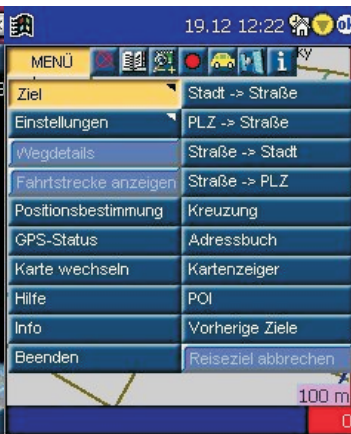 19.12 12:22
MENÜ
Ziel
Einstellungen
Wegdetails
Fahrtstrecke anzeigen
Positionsbestimmung
GPS-Status
Karte wechseln
Hilfe
Info
Beenden
Stadt -> Straße
PLZ -> Straße
Straße -> Stadt
Straße -> PLZ
Kreuzung
Adressbuch
Kartenzeiger
POI
Vorherige Ziele
Reiseziel abbrechen
100 m
0